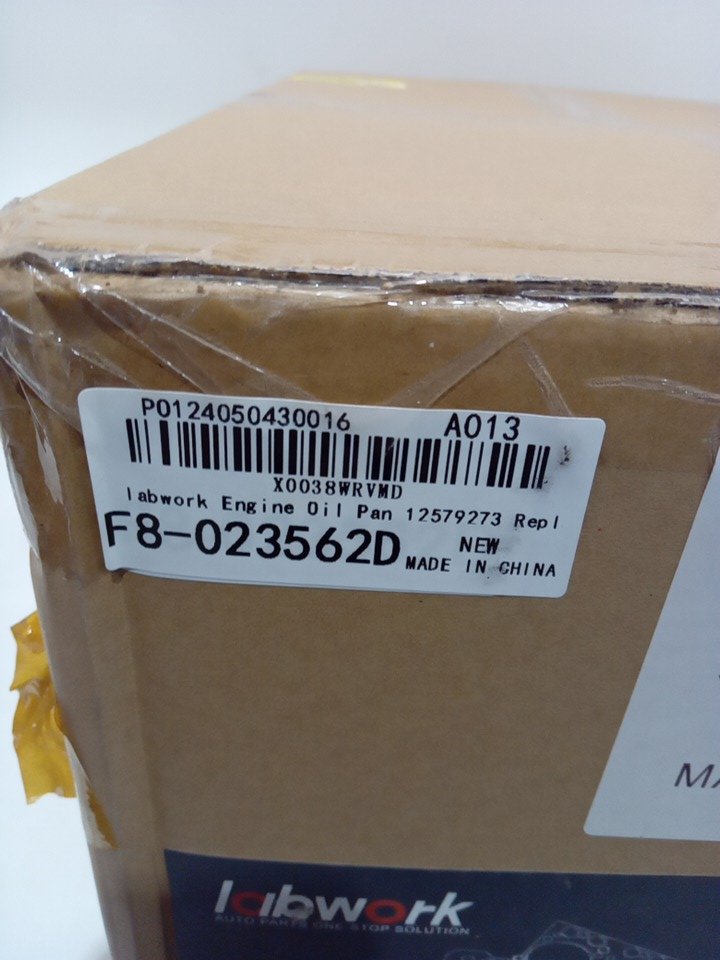 P0124050430016 A013
X0038WRVMD
labwork Engine Oil Pan 12579273 Repl
F8-023562D NEW
MADE IN CHINA
MA
labwork
AUTO PARTS ONE STOP SOLUTION